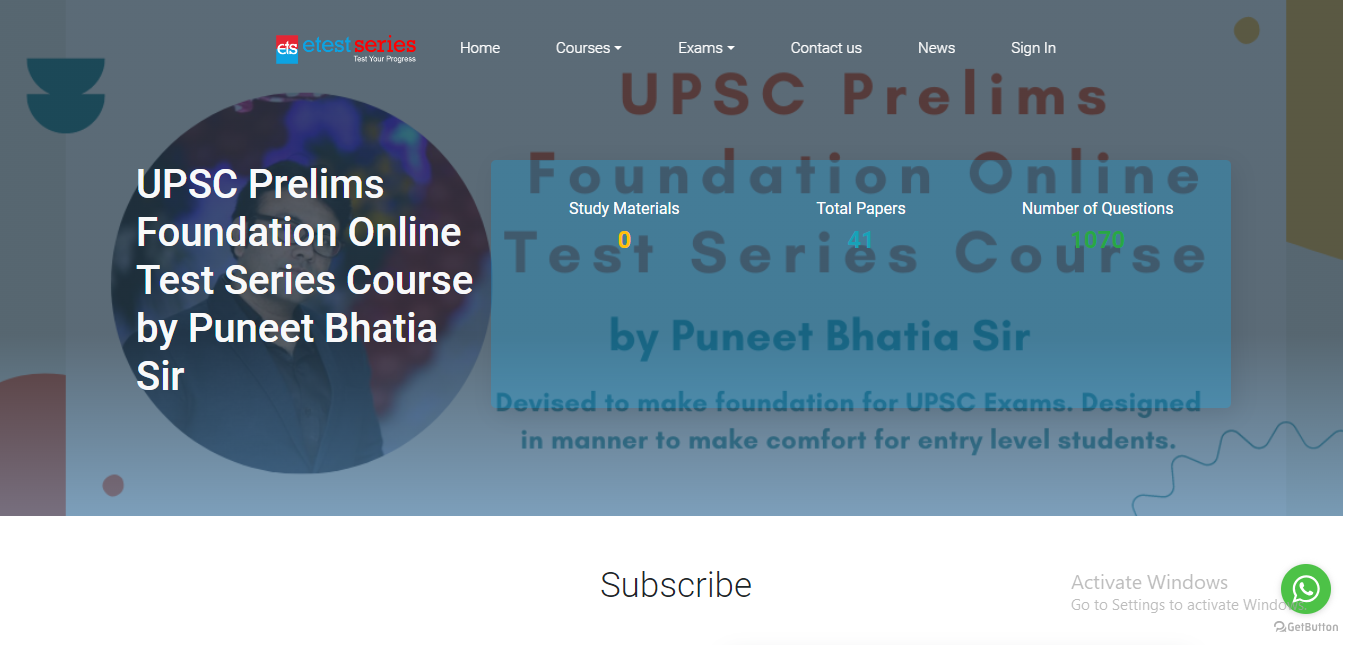 ets etestseries
Test Your Progress
Home
Courses
Exams
Contact us
News
Sign In
UPSC Prelims
Foundation Online
Test Series Course
by Puneet Bhatia Sir
Devised to make foundation for UPSC Exams. Designed
in manner to make comfort for entry level students.
UPSC Prelims
Foundation Online
Test Series Course
by Puneet Bhatia
Sir
Study Materials
0
Total Papers
41
Number of Questions
1070
Subscribe
Activate Windows
Go to Settings to activate Windows.
GetButton